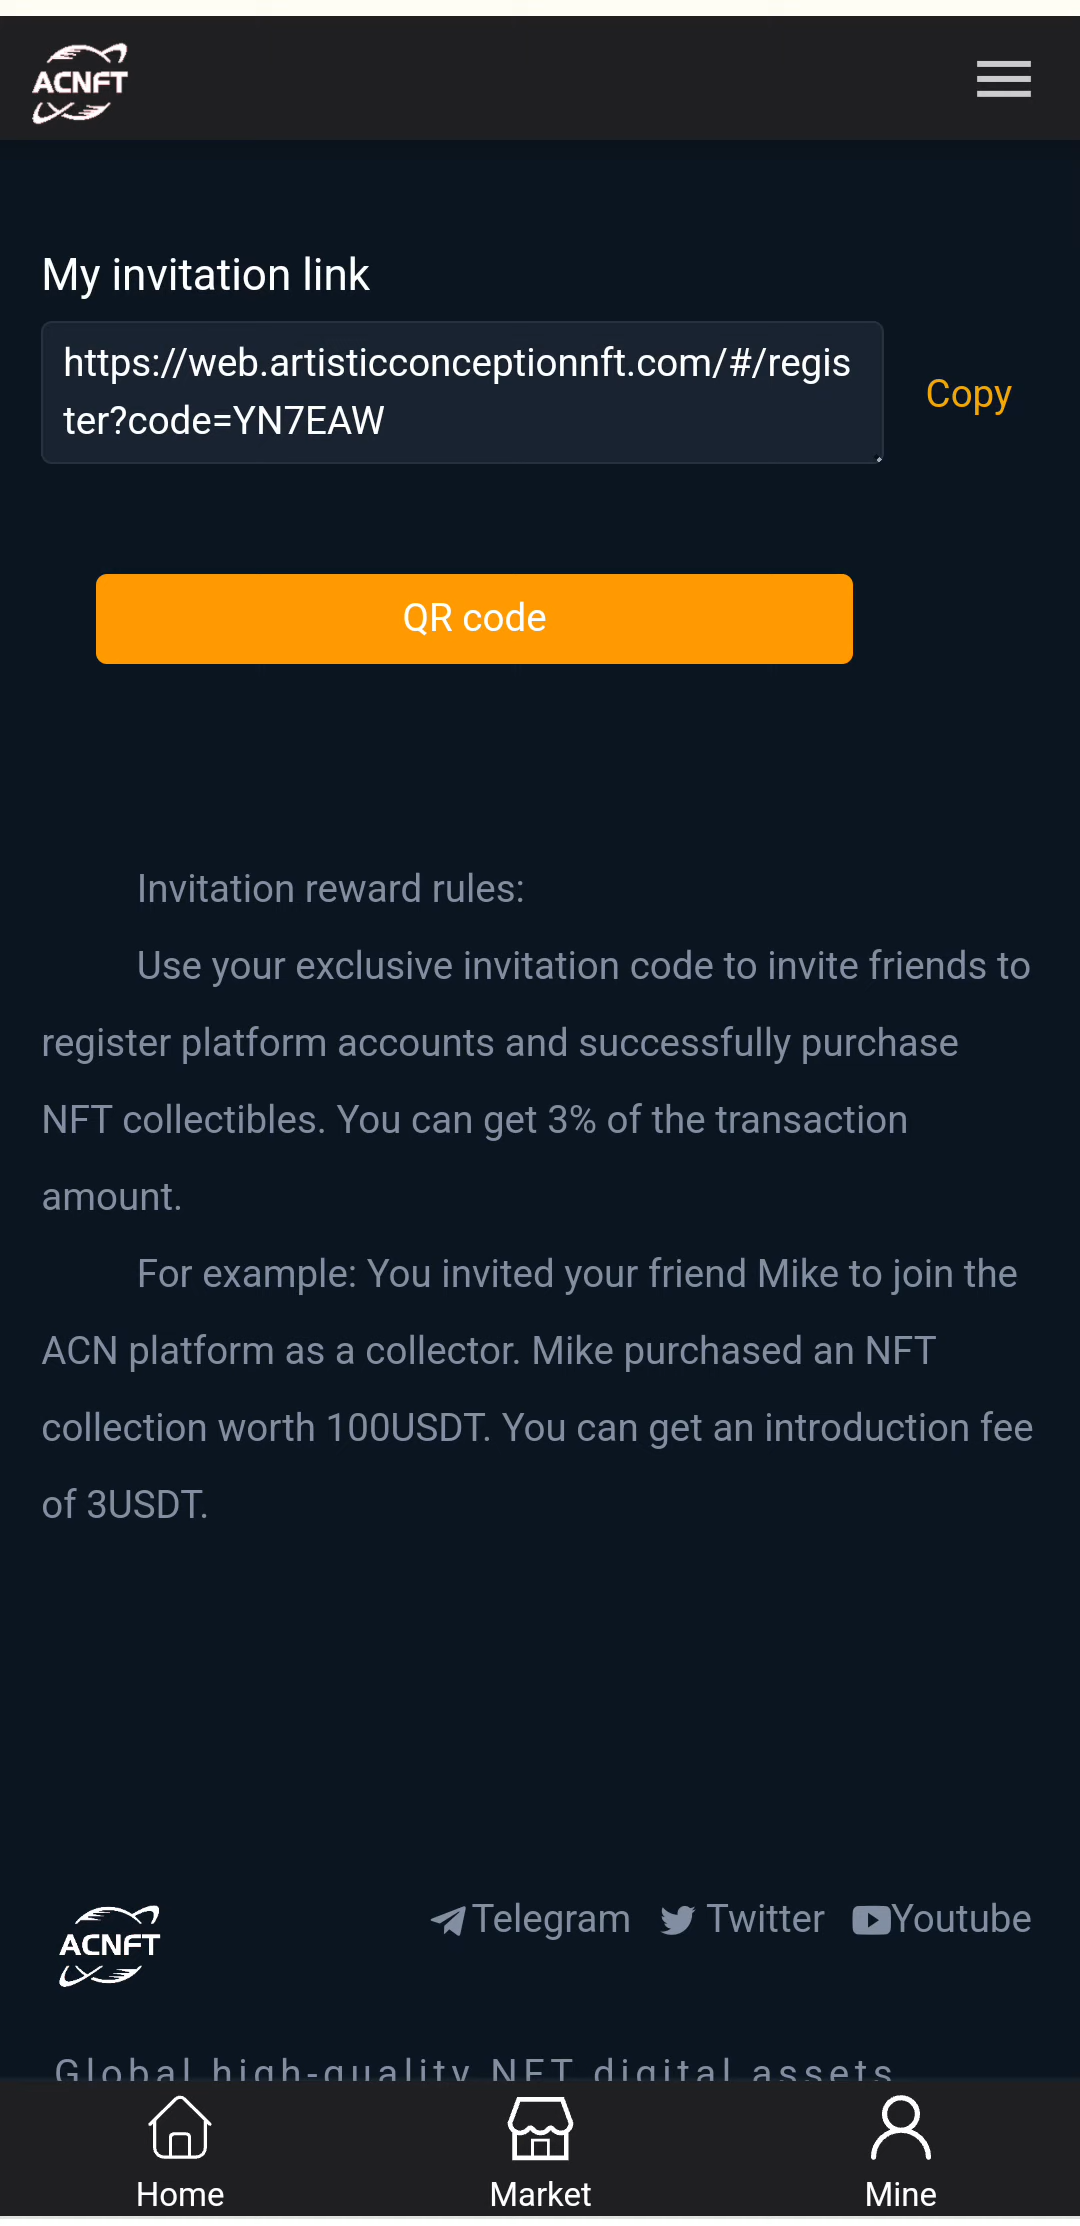 ACNFT
My invitation link
https://web.artisticconceptionnft.com/#/regis
ter?code=YN7EAW
Copy
QR code
Invitation reward rules:
Use your exclusive invitation code to invite friends to
register platform accounts and successfully purchase
NFT collectibles. You can get 3% of the transaction
amount.
For example: You invited your friend Mike to join the
ACN platform as a collector. Mike purchased an NFT
collection worth 100USDT. You can get an introduction fee
of 3USDT.
ACNFT
Telegram Twitter Youtube
Global high-quality NFT digital assets
Home Market Mine